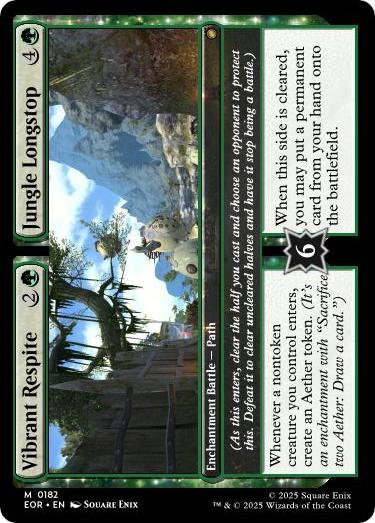 Vibrant Respite 2
Jungle Longstop 4
Enchantment Battle — Path
(As this enters, clear the half you cast and choose an opponent to protect
this. Defeat it to clear uncleared halves and have it stop being a battle.)
Whenever a nontoken
creature you control enters,
create an Aether token. (It's
an enchantment with “Sacrifice
two Aether: Draw a card.”)
6
When this side is cleared,
you may put a permanent
card from your hand onto
the battlefield.
M 0182
EOR • EN SQUARE ENIX
© 2025 Square Enix
™ & © 2025 Wizards of the Coast